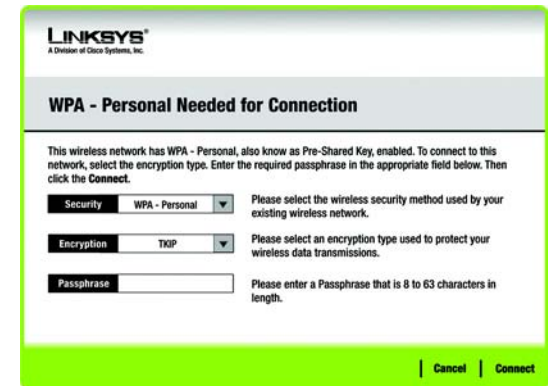 LINKSYS®
A Division of Cisco Systems, Inc.
WPA - Personal Needed for Connection
This wireless network has WPA - Personal, also know as Pre-Shared Key, enabled. To connect to this
network, select the encryption type. Enter the required passphrase in the appropriate field below. Then
click the Connect.
Security WPA - Personal Please select the wireless security method used by your
existing wireless network.
Encryption TKIP Please select an encryption type used to protect your
wireless data transmissions.
Passphrase Please enter a Passphrase that is 8 to 63 characters in
length.
Cancel Connect